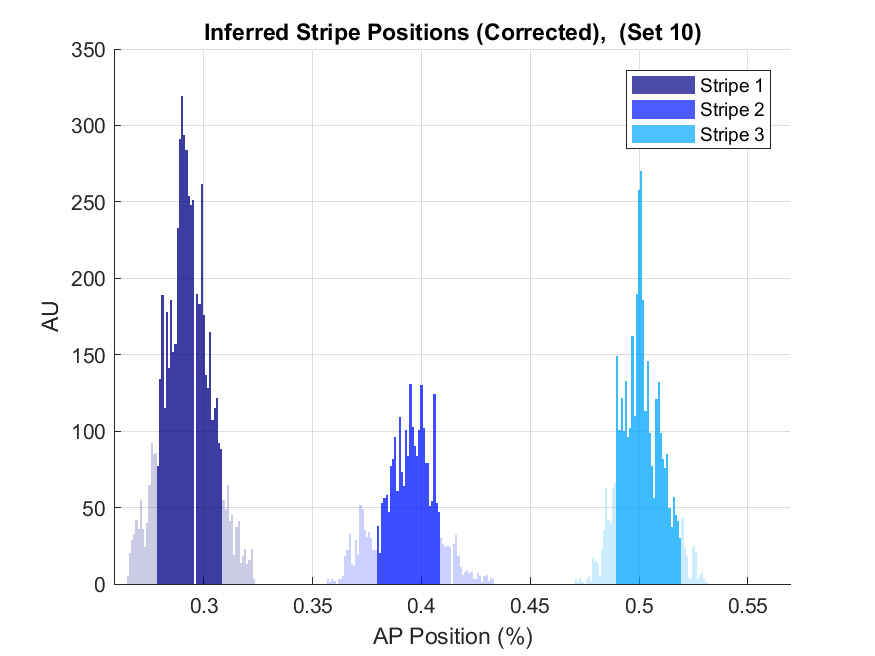 Inferred Stripe Positions (Corrected),  (Set 10)
350
300
250
200
150
100
50
0
AU
Stripe 1
Stripe 2
Stripe 3
0.3 0.35 0.4 0.45 0.5 0.55
AP Position (%)